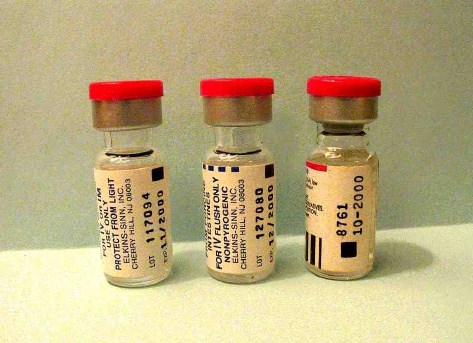 FOR IV OR IM
USE ONLY
PROTECT FROM LIGHT
ELKINS-SINN, INC.
CHERRY HILL, NJ 08003
LOT 117094
EXP 11/2000
INTESTINE
FOR IV FLUSH ONLY
NONPYROGENIC
ELKINS-SINN, INC.
CHERRY HILL, NJ 08003
LOT 127080
EXP 12/2000
8761
10-2000